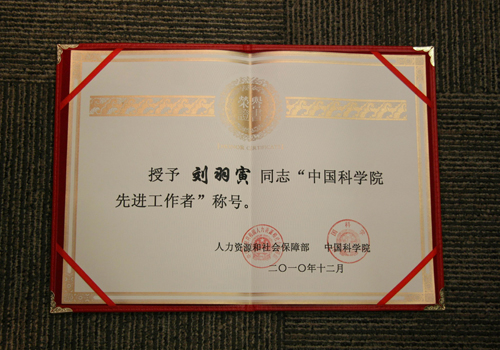 授予 刘羽寅 同志“中国科学院
先进工作者”称号。
人力资源和社会保障部 中国科学院
二〇一〇年十二月